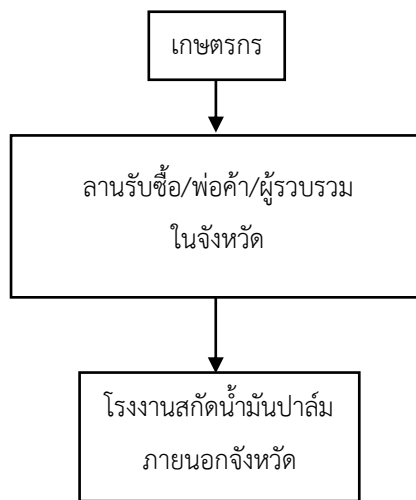 เกษตรกร
ลานรับซื้อ/พ่อค้า/ผู้รวบรวม
ในจังหวัด
โรงงานสกัดน้ำมันปาล์ม
ภายนอกจังหวัด